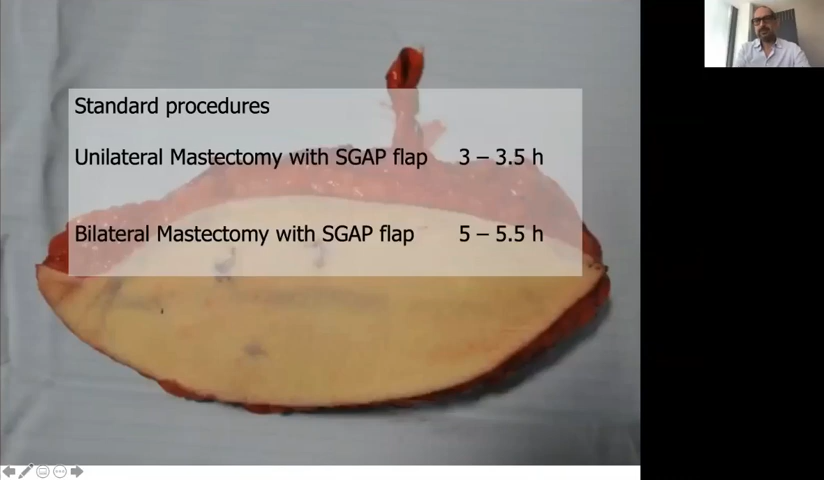 Standard procedures
Unilateral Mastectomy with SGAP flap 3 – 3.5 h
Bilateral Mastectomy with SGAP flap 5 – 5.5 h